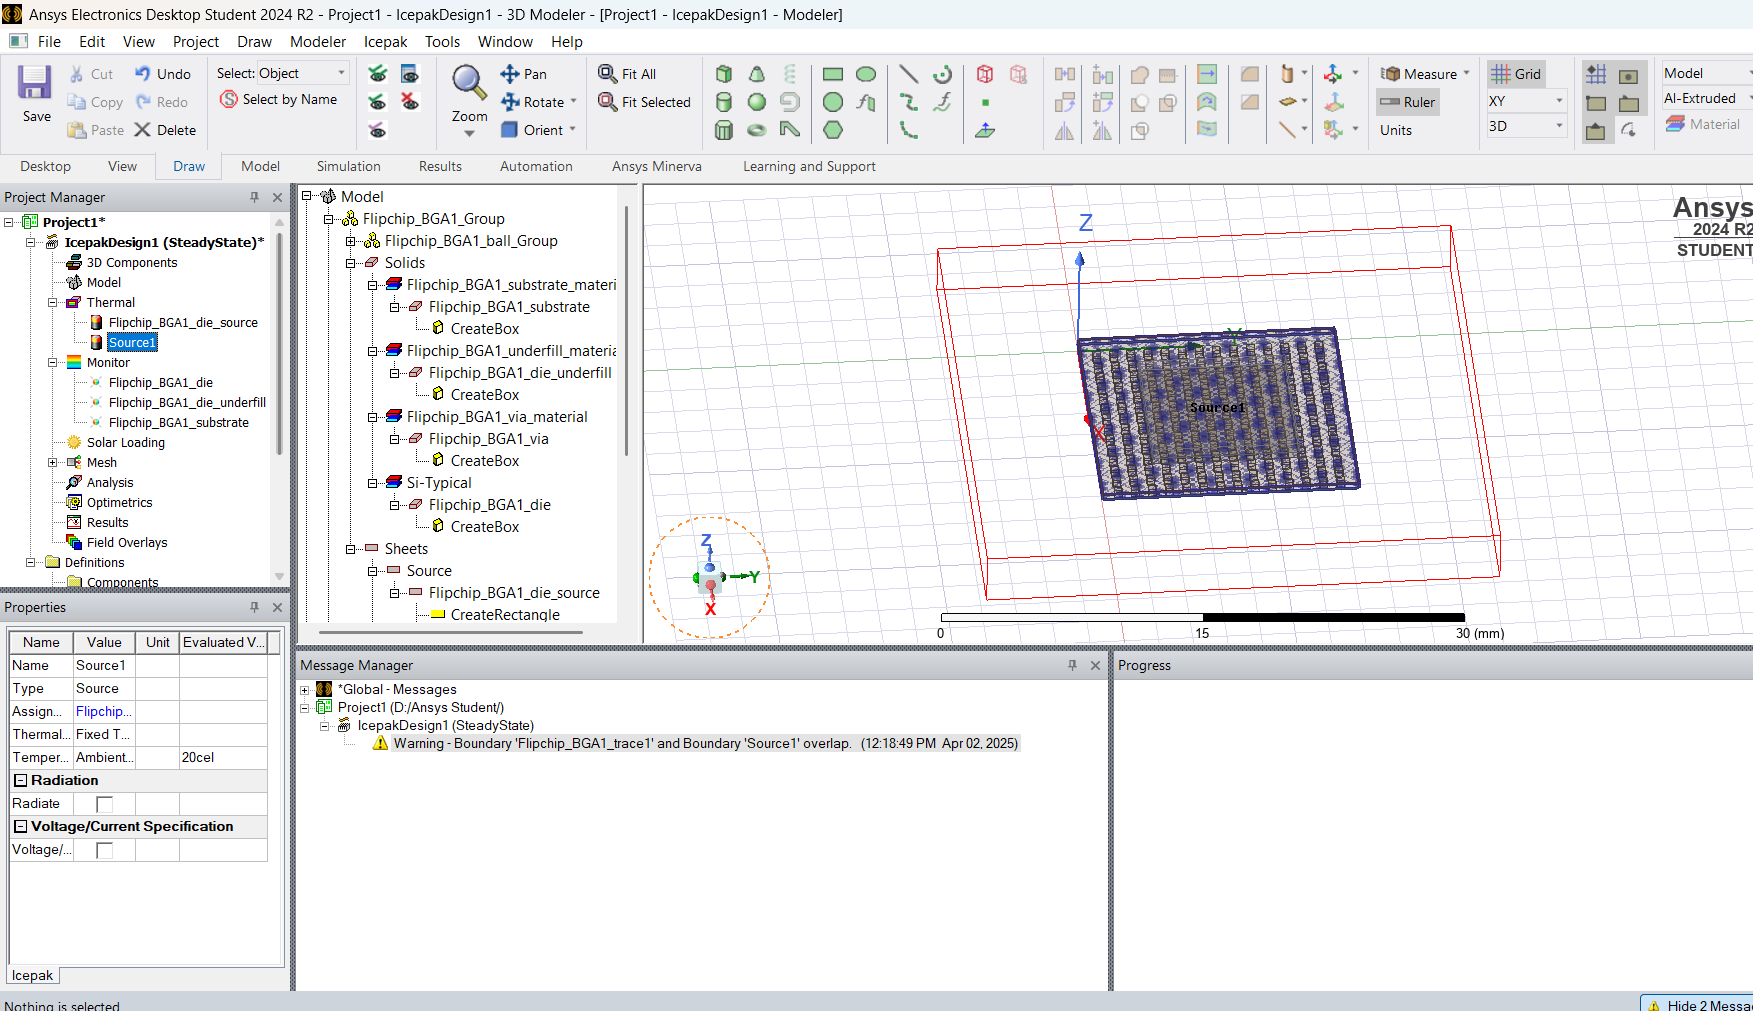 Ansys Electronics Desktop Student 2024 R2 - Project1 - IcepakDesign1 - 3D Modeler - [Project1 - IcepakDesign1 - Modeler]
File Edit View Project Draw Modeler Icepak Tools Window Help
Save
Cut
Copy
Paste
Undo
Redo
Delete
Select: Object
Select by Name
Zoom
Pan
Rotate
Orient
Fit All
Fit Selected
Measure
Ruler
Units
Grid
XY
3D
Model
Al-Extruded
Material
Desktop View Draw Model Simulation Results Automation Ansys Minerva Learning and Support
Project Manager
Project1*
IcepakDesign1 (SteadyState)*
3D Components
Model
Thermal
Flipchip_BGA1_die_source
Source1
Monitor
Flipchip_BGA1_die
Flipchip_BGA1_die_underfill
Flipchip_BGA1_substrate
Solar Loading
Mesh
Analysis
Optimetrics
Results
Field Overlays
Definitions
Components
Properties
Name Value Unit Evaluated V...
Name Source1
Type Source
Assign... Flipchip...
Thermal... Fixed T...
Temper... Ambient... 20cel
Radiation
Radiate
Voltage/Current Specification
Voltage/...
Icepak
Nothing is selected
Model
Flipchip_BGA1_Group
Flipchip_BGA1_ball_Group
Solids
Flipchip_BGA1_substrate_materi
Flipchip_BGA1_substrate
CreateBox
Flipchip_BGA1_underfill_materia
Flipchip_BGA1_die_underfill
CreateBox
Flipchip_BGA1_via_material
Flipchip_BGA1_via
CreateBox
Si-Typical
Flipchip_BGA1_die
CreateBox
Sheets
Source
Flipchip_BGA1_die_source
CreateRectangle
Ansys
2024 R2
STUDENT
Z
Y
Source1
X
Z
Y
X
0 15 30 (mm)
Message Manager
*Global - Messages
Project1 (D:/Ansys Student/)
IcepakDesign1 (SteadyState)
Warning - Boundary 'Flipchip_BGA1_trace1' and Boundary 'Source1' overlap. (12:18:49 PM Apr 02, 2025)
Progress
Hide 2 Messa